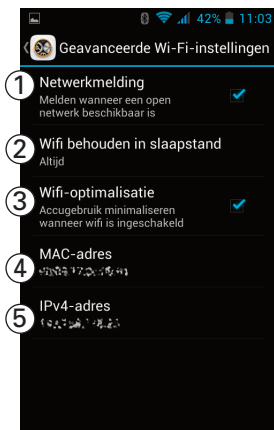 42% 11:03
Geavanceerde Wi-Fi-instellingen
1 Netwerkmelding
Melden wanneer een open
netwerk beschikbaar is
2 Wifi behouden in slaapstand
Altijd
3 Wifi-optimalisatie
Accugebruik minimaliseren
wanneer wifi is ingeschakeld
4 MAC-adres
5 IPv4-adres